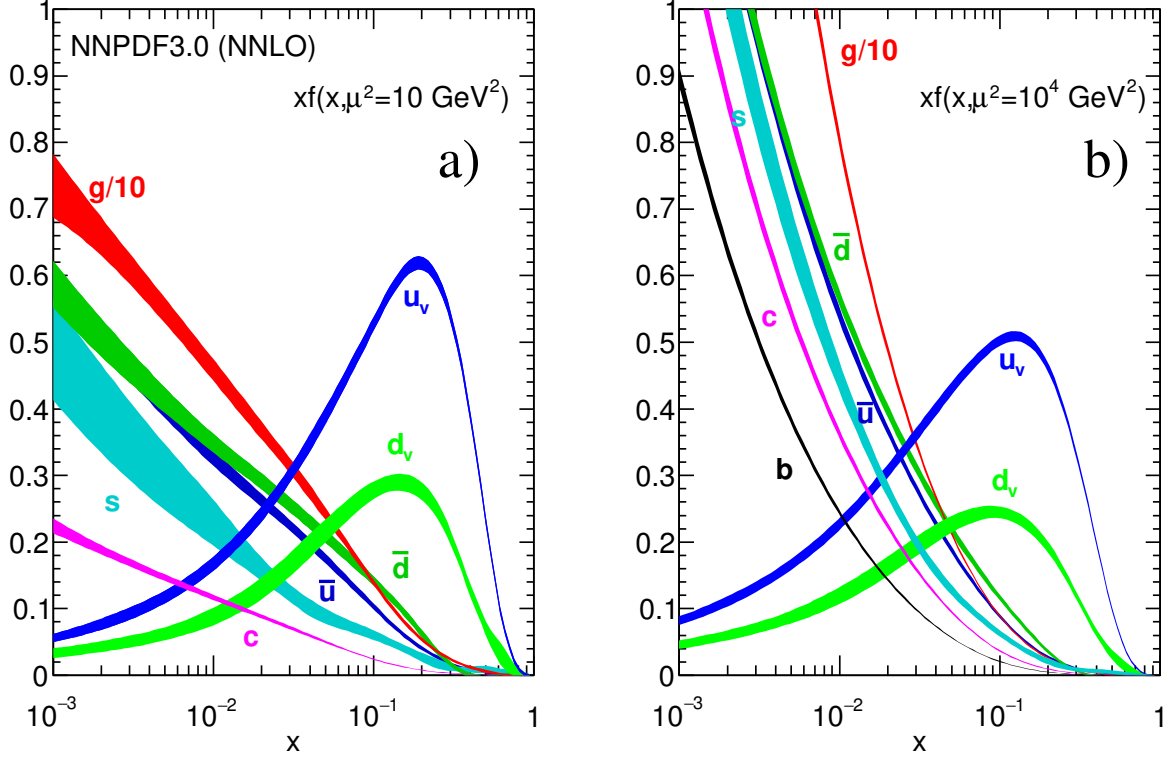 NNPDF3.0 (NNLO)
xf(x,μ²=10 GeV²)
a)
g/10
u_v
d_v
s
d̅
u̅
c
1
0.9
0.8
0.7
0.6
0.5
0.4
0.3
0.2
0.1
0
10⁻³
10⁻²
10⁻¹
1
x
g/10
xf(x,μ²=10⁴ GeV²)
s
b)
d̅
c
u_v
u̅
b
d_v
1
0.9
0.8
0.7
0.6
0.5
0.4
0.3
0.2
0.1
0
10⁻³
10⁻²
10⁻¹
1
x